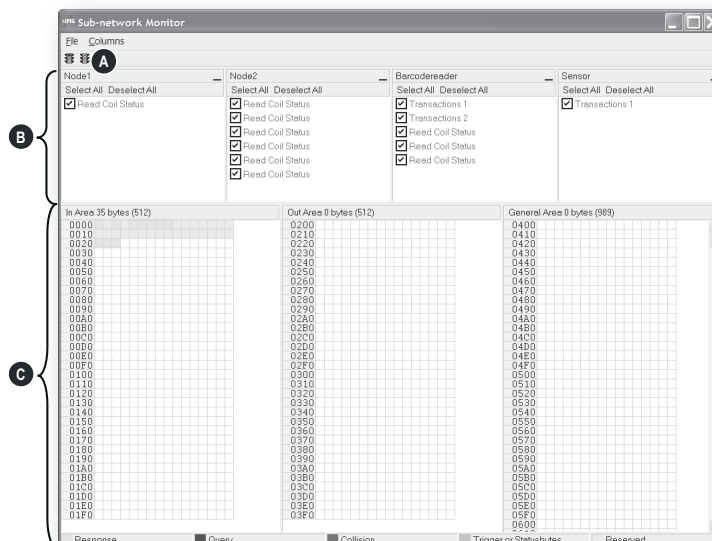 HMS Sub-network Monitor
File Columns
A
Node1 Node2 Barcodereader Sensor
Select All Deselect All Select All Deselect All Select All Deselect All Select All Deselect All
Read Coil Status Read Coil Status Transactions 1 Transactions 1
Read Coil Status Transactions 2
B
Read Coil Status Read Coil Status
Read Coil Status Read Coil Status
Read Coil Status Read Coil Status
Read Coil Status
In Area 35 bytes (512) Out Area 0 bytes (512) General Area 0 bytes (989)
0000 0200 0400
0010 0210 0410
0020 0220 0420
0030 0230 0430
0040 0240 0440
0050 0250 0450
0060 0260 0460
0070 0270 0470
0080 0280 0480
0090 0290 0490
00A0 02A0 04A0
00B0 02B0 04B0
00C0 02C0 04C0
00D0 02D0 04D0
00E0 02E0 04E0
00F0 02F0 04F0
C
0100 0300 0500
0110 0310 0510
0120 0320 0520
0130 0330 0530
0140 0340 0540
0150 0350 0550
0160 0360 0560
0170 0370 0570
0180 0380 0580
0190 0390 0590
01A0 03A0 05A0
01B0 03B0 05B0
01C0 03C0 05C0
01D0 03D0 05D0
01E0 03E0 05E0
01F0 03F0 05F0
0600
Response Query Collision Trigger or Statusbytes Reserved